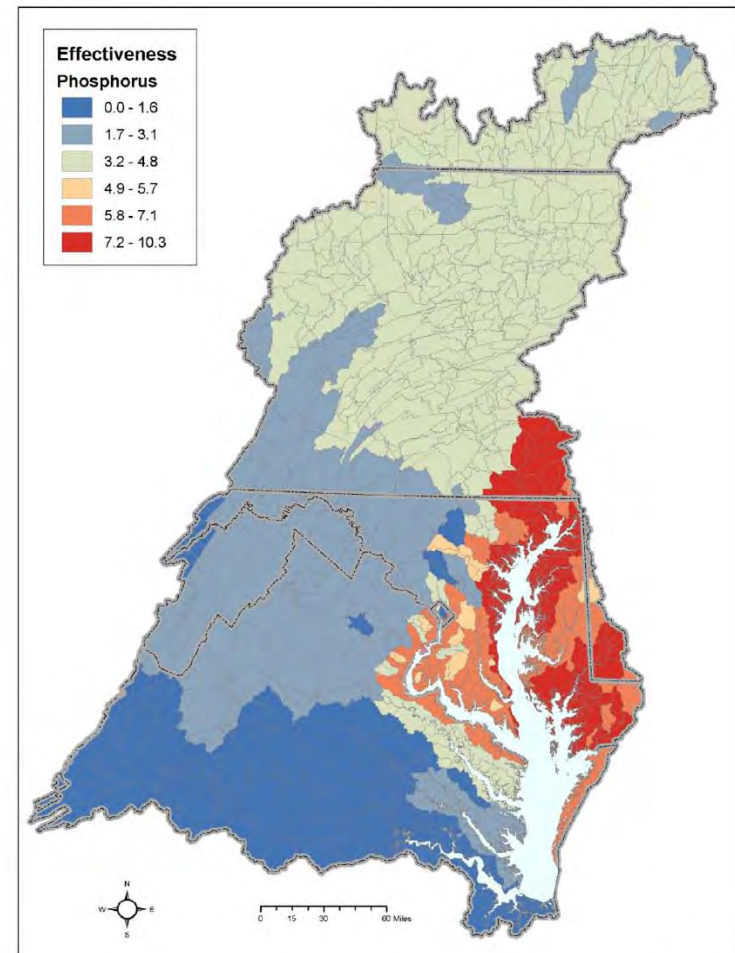 Effectiveness
Phosphorus
0.0 - 1.6
1.7 - 3.1
3.2 - 4.8
4.9 - 5.7
5.8 - 7.1
7.2 - 10.3
N
W E
S
0 15 30 60 Miles